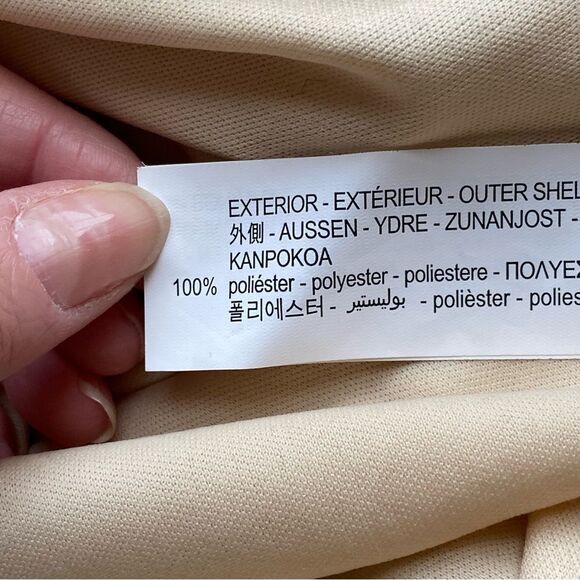 EXTERIOR - EXTÉRIEUR - OUTER SHEL
外側 - AUSSEN - YDRE - ZUNANJOST -
KANPOKOA
100% poliéster - polyester - poliestere - ΠΟΛΥΕΣ
폴리에스터 - بوليستير - polièster - polies